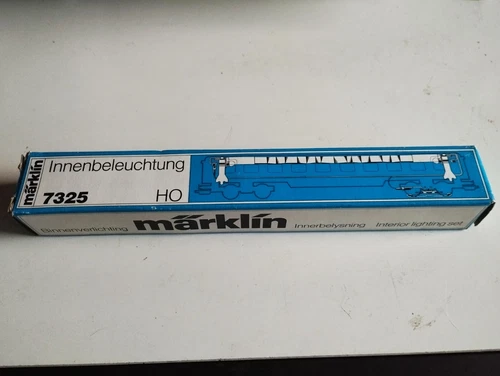 märklin
Innenbeleuchtung
7325 HO
Binnenverlichting märklin Innerbelysning Interior lighting set